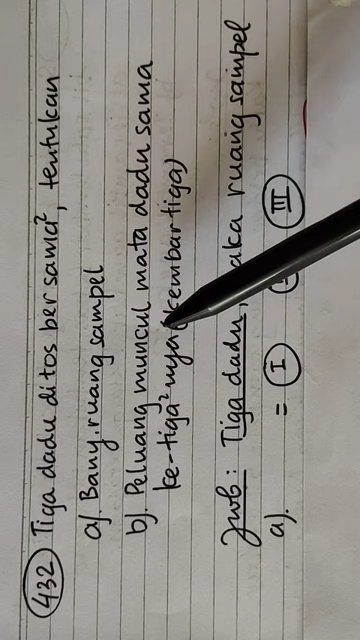 432 Tiga dadu ditos bersama², tentukan
a). Bany. ruang sampel
b). Peluang muncul mata dadu sama
ke-tiga²nya (kembar tiga)
Jwb: Tiga dadu, aka ruang sampel
a). = I III